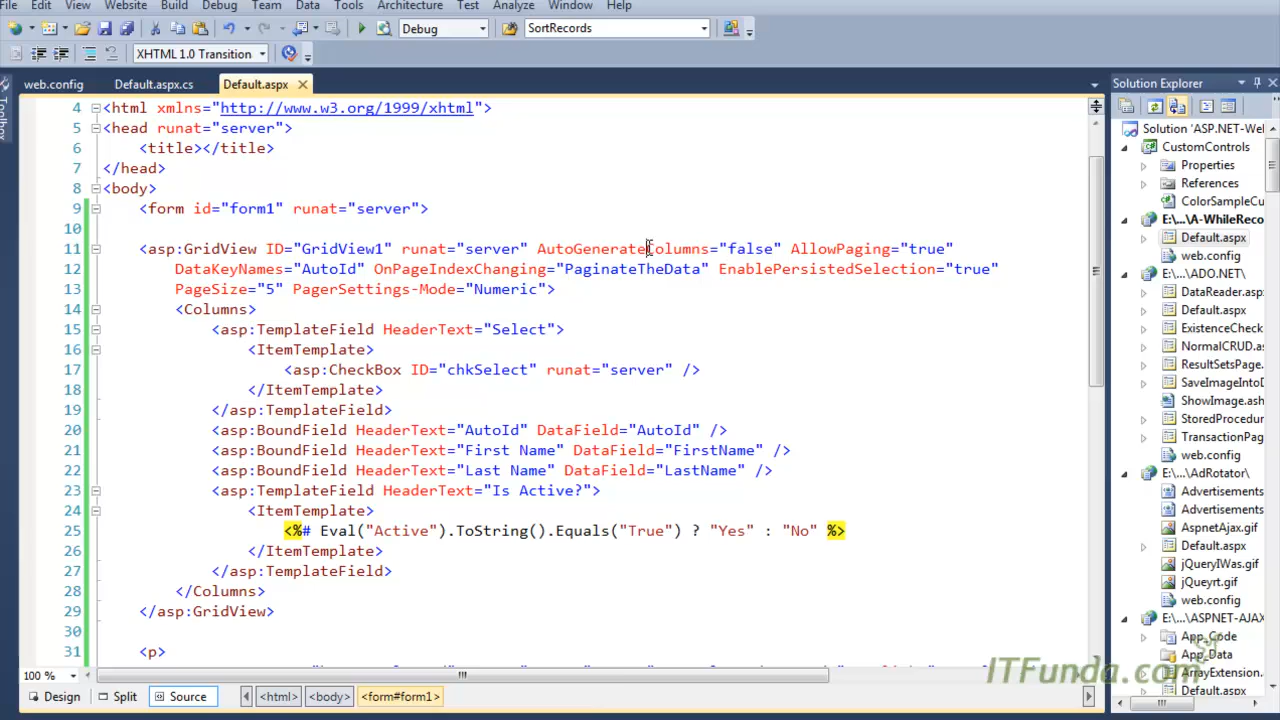 File Edit View Website Build Debug Team Data Tools Architecture Test Analyze Window Help
Debug SortRecords
XHTML 1.0 Transition
web.config Default.aspx.cs Default.aspx
4 <html xmlns="http://www.w3.org/1999/xhtml">
5 <head runat="server">
6 <title></title>
7 </head>
8 <body>
9 <form id="form1" runat="server">
10
11 <asp:GridView ID="GridView1" runat="server" AutoGenerateColumns="false" AllowPaging="true"
12 DataKeyNames="AutoId" OnPageIndexChanging="PaginateTheData" EnablePersistedSelection="true"
13 PageSize="5" PagerSettings-Mode="Numeric">
14 <Columns>
15 <asp:TemplateField HeaderText="Select">
16 <ItemTemplate>
17 <asp:CheckBox ID="chkSelect" runat="server" />
18 </ItemTemplate>
19 </asp:TemplateField>
20 <asp:BoundField HeaderText="AutoId" DataField="AutoId" />
21 <asp:BoundField HeaderText="First Name" DataField="FirstName" />
22 <asp:BoundField HeaderText="Last Name" DataField="LastName" />
23 <asp:TemplateField HeaderText="Is Active?">
24 <ItemTemplate>
25 <%# Eval("Active").ToString().Equals("True") ? "Yes" : "No" %>
26 </ItemTemplate>
27 </asp:TemplateField>
28 </Columns>
29 </asp:GridView>
30
31 <p>
100 %
Design Split Source <html> <body> <form#form1>
Toolbox
Solution Explorer
Solution 'ASP.NET-We
CustomControls
Properties
References
ColorSampleCu
E:\...\A-WhileReco
Default.aspx
web.config
E:\...\ADO.NET\
DataReader.asp
Default.aspx
ExistenceCheck
NormalCRUD.as
ResultSetsPage.
SaveImageIntoD
ShowImage.ash
StoredProcedure
TransactionPag
web.config
E:\...\AdRotator\
Advertisements
Advertisements
AspnetAjax.gif
Default.aspx
jQueryIWas.gif
jQueyrt.gif
web.config
E:\...\ASPNET-AJAX
App_Code
App_Data
ArrayExtension.
Default.aspx
ITFunda.com